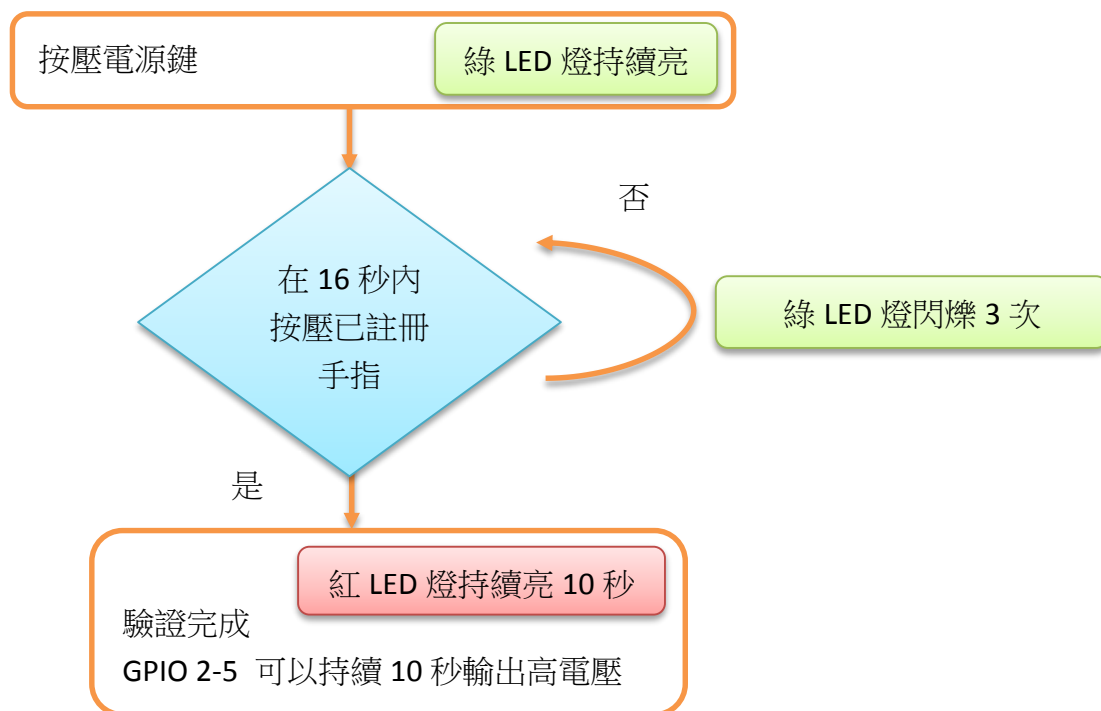 按壓電源鍵
綠 LED 燈持續亮
否
在 16 秒內
按壓已註冊
手指
綠 LED 燈閃爍 3 次
是
紅 LED 燈持續亮 10 秒
驗證完成
GPIO 2-5 可以持續 10 秒輸出高電壓